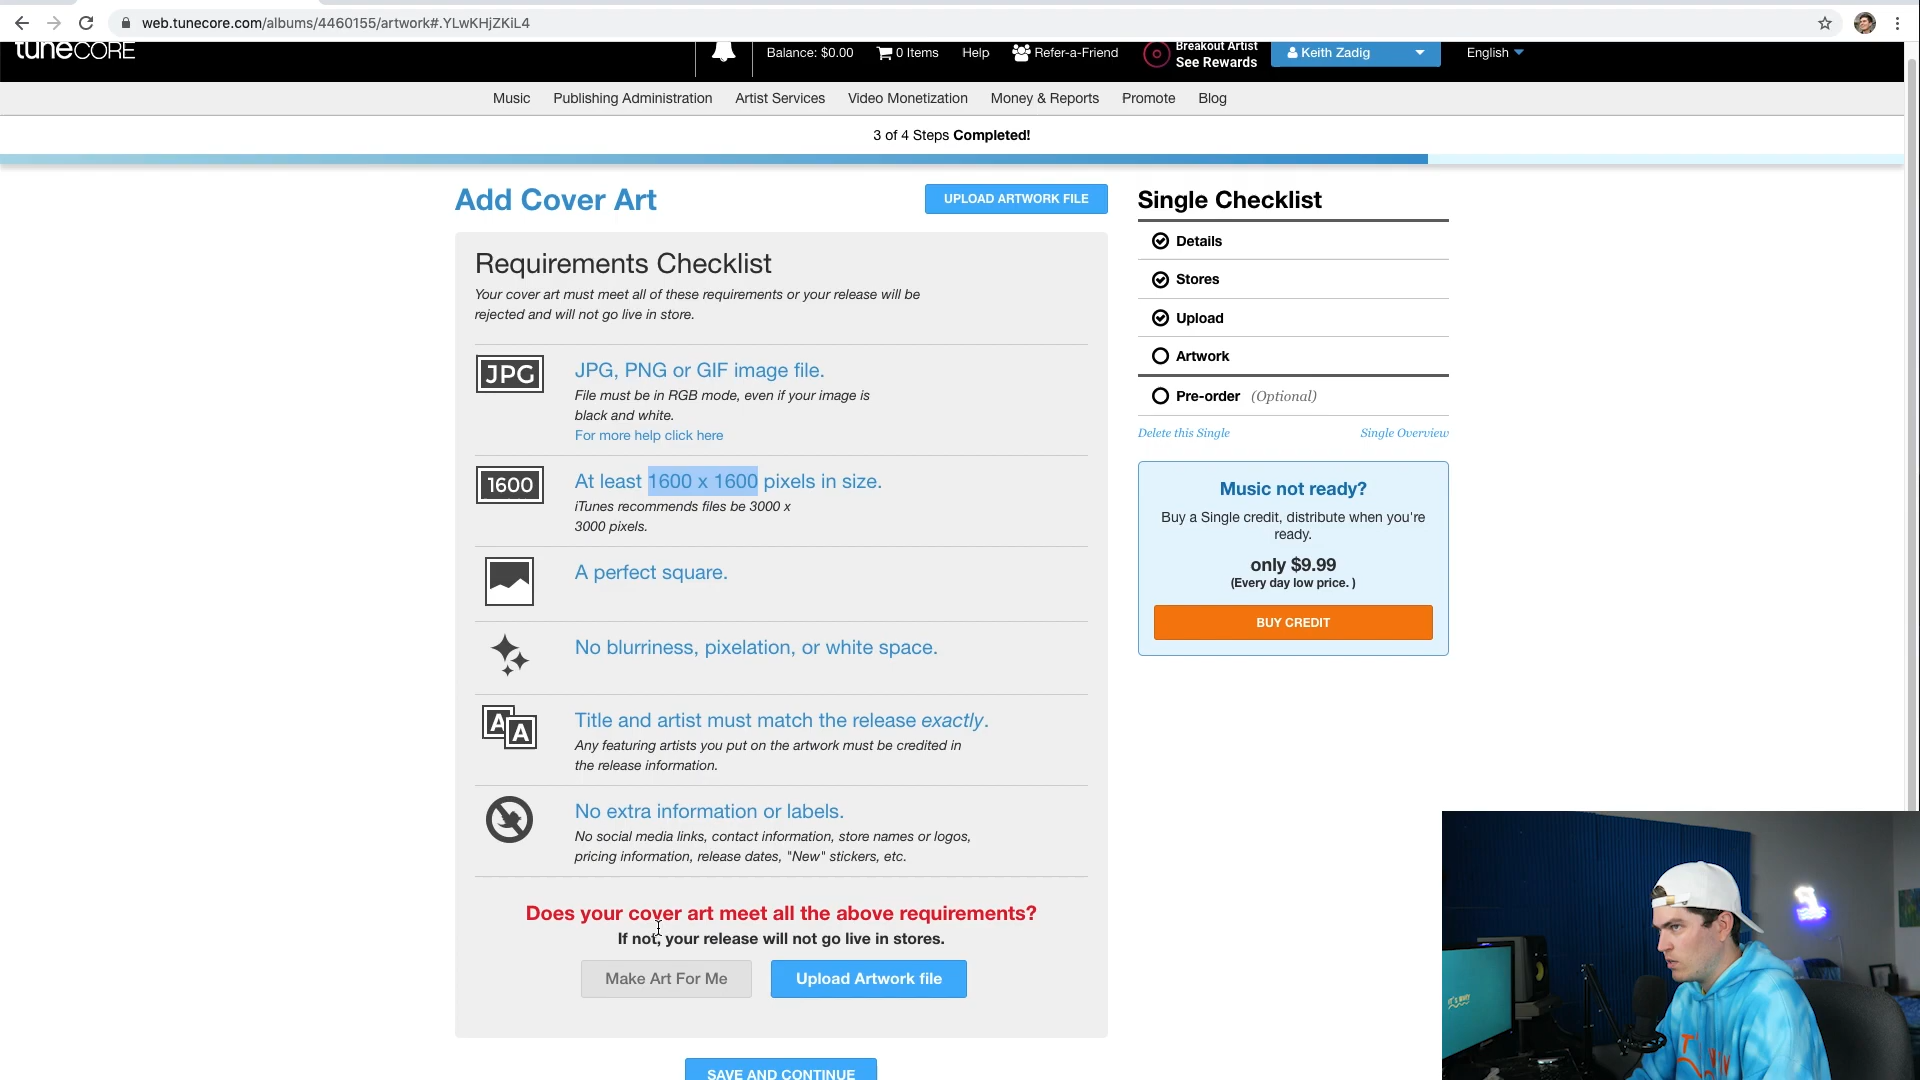 web.tunecore.com/albums/4460155/artwork#.YLwKHjZKiL4
tuneCORE
Balance: $0.00
0 Items
Help
Refer-a-Friend
Breakout Artist
See Rewards
Keith Zadig
English
Music
Publishing Administration
Artist Services
Video Monetization
Money & Reports
Promote
Blog
3 of 4 Steps Completed!
Add Cover Art
UPLOAD ARTWORK FILE
Requirements Checklist
Your cover art must meet all of these requirements or your release will be
rejected and will not go live in store.
JPG
JPG, PNG or GIF image file.
File must be in RGB mode, even if your image is
black and white.
For more help click here
1600
At least 1600 x 1600 pixels in size.
iTunes recommends files be 3000 x
3000 pixels.
A perfect square.
No blurriness, pixelation, or white space.
A A
Title and artist must match the release exactly.
Any featuring artists you put on the artwork must be credited in
the release information.
No extra information or labels.
No social media links, contact information, store names or logos,
pricing information, release dates, "New" stickers, etc.
Does your cover art meet all the above requirements?
If not, your release will not go live in stores.
Make Art For Me
Upload Artwork file
SAVE AND CONTINUE
Single Checklist
Details
Stores
Upload
Artwork
Pre-order (Optional)
Delete this Single
Single Overview
Music not ready?
Buy a Single credit, distribute when you're
ready.
only $9.99
(Every day low price. )
BUY CREDIT